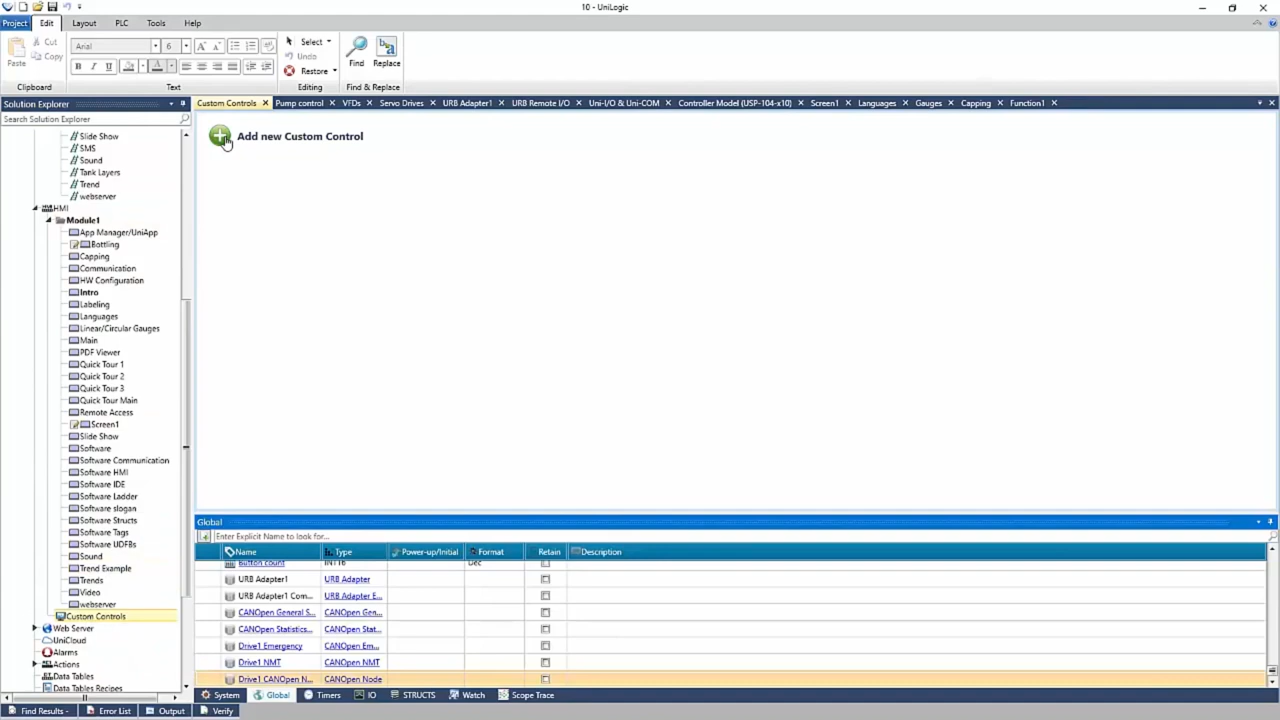 10 - UniLogic
Project Edit Layout PLC Tools Help
Paste Cut Copy
Arial 6
Select Undo Restore
Find Replace
Clipboard Text Editing Find & Replace
Solution Explorer
Search Solution Explorer
Custom Controls Pump control VFDs Servo Drives URB Adapter1 URB Remote I/O Uni-I/O & Uni-COM Controller Model (USP-104-x10) Screen1 Languages Gauges Capping Function1
Add new Custom Control
Slide Show
SMS
Sound
Tank Layers
Trend
webserver
HMI
Module1
App Manager/UniApp
Bottling
Capping
Communication
HW Configuration
Intro
Labeling
Languages
Linear/Circular Gauges
Main
PDF Viewer
Quick Tour 1
Quick Tour 2
Quick Tour 3
Quick Tour Main
Remote Access
Screen1
Slide Show
Software
Software Communication
Software HMI
Software IDE
Software Ladder
Software slogan
Software Structs
Software Tags
Software UDFBs
Sound
Trend Example
Trends
Video
webserver
Custom Controls
Web Server
UniCloud
Alarms
Actions
Data Tables
Data Tables Recipes
Global
Enter Explicit Name to look for...
Name Type Power-up/Initial Format Retain Description
Button count INT16 Dec
URB Adapter1 URB Adapter
URB Adapter1 Com... URB Adapter E...
CANOpen General S... CANOpen Gen...
CANOpen Statistics... CANOpen Stat...
Drive1 Emergency CANOpen Em...
Drive1 NMT CANOpen NMT
Drive1 CANOpen N... CANOpen Node
System Global Timers IO STRUCTS Watch Scope Trace
Find Results - Error List Output Verify